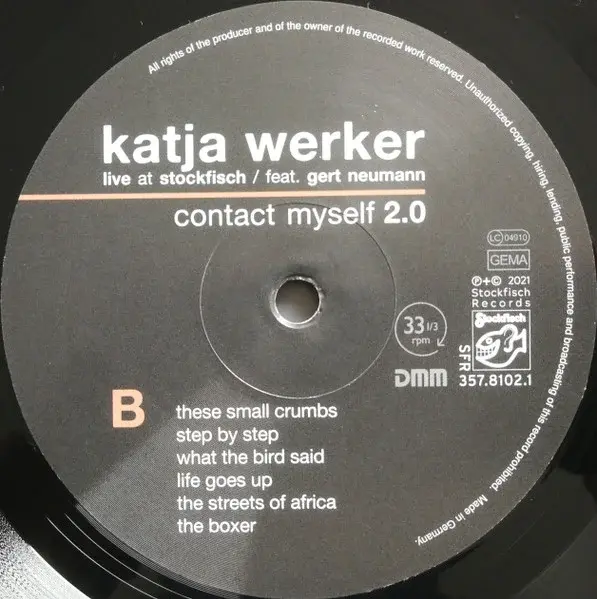 All rights of the producer and of the owner of the recorded work reserved. Unauthorized copying, hiring, lending, public performance and broadcasting of this record prohibited. Made in Germany.
katja werker
live at stockfisch / feat. gert neumann
contact myself 2.0
LC 04910
GEMA
℗+© 2021
Stockfisch
Records
Stockfisch
33 1/3
rpm
DMM
SFR
357.8102.1
B
these small crumbs
step by step
what the bird said
life goes up
the streets of africa
the boxer